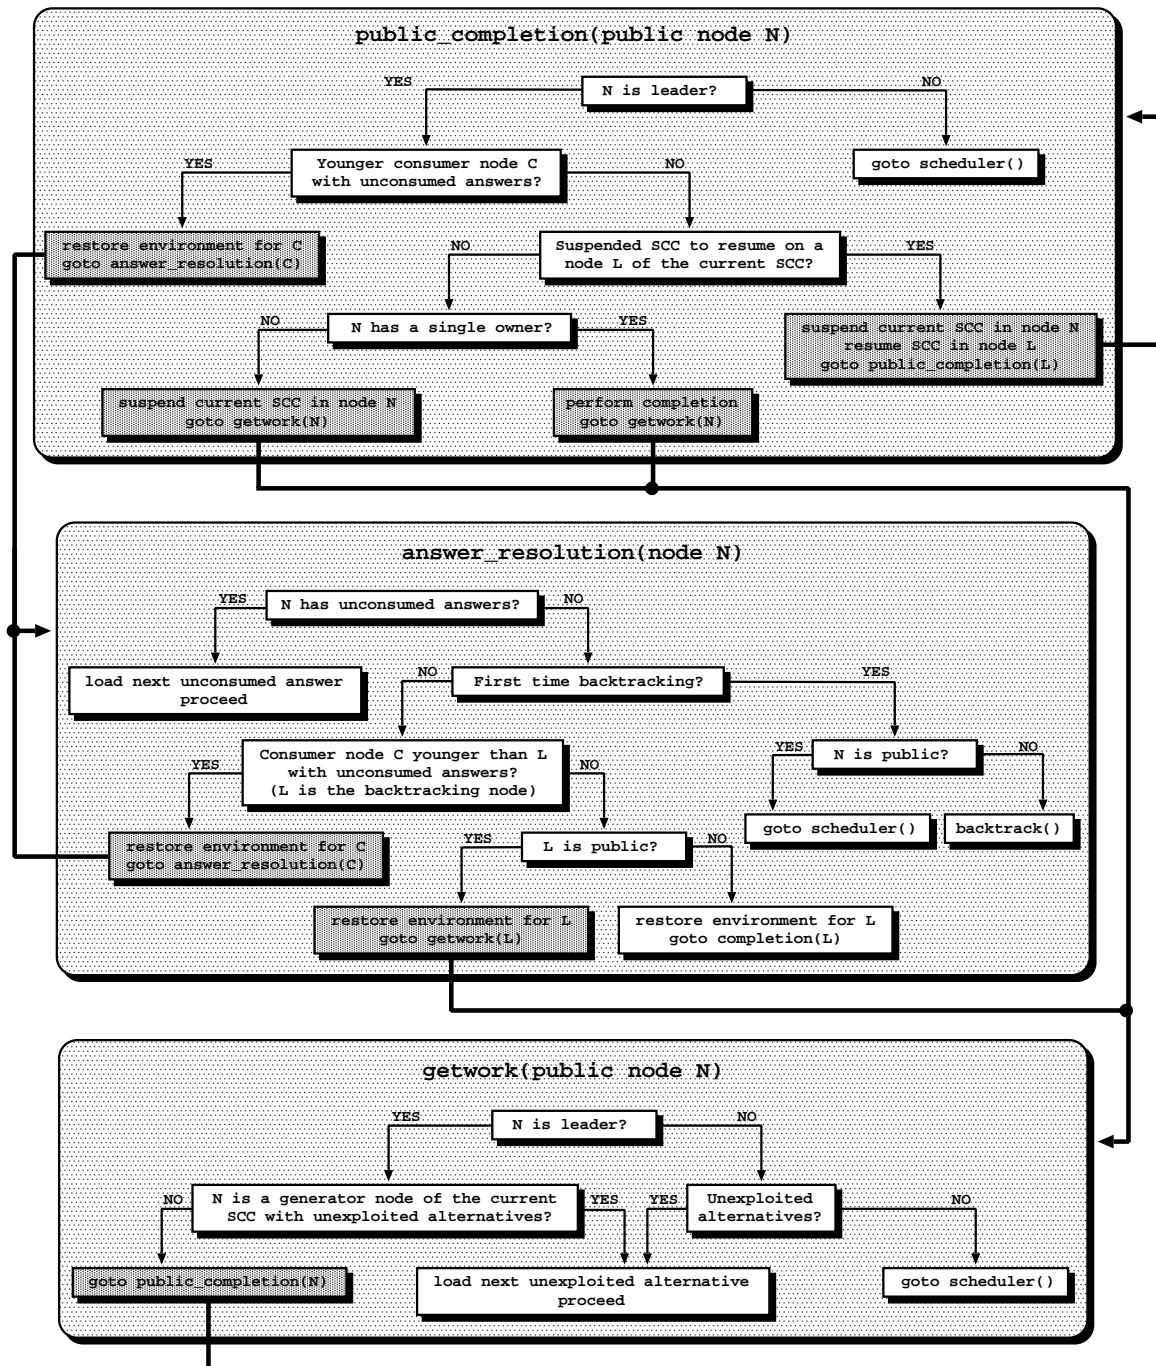 public_completion(public node N)
YES
N is leader?
NO
YES
Younger consumer node C
with unconsumed answers?
NO
goto scheduler()
restore environment for C
goto answer_resolution(C)
NO
Suspended SCC to resume on a
node L of the current SCC?
YES
NO
N has a single owner?
YES
suspend current SCC in node N
resume SCC in node L
goto public_completion(L)
suspend current SCC in node N
goto getwork(N)
perform completion
goto getwork(N)
answer_resolution(node N)
YES
N has unconsumed answers?
NO
load next unconsumed answer
proceed
NO
First time backtracking?
YES
YES
Consumer node C younger than L
with unconsumed answers?
(L is the backtracking node)
NO
YES
N is public?
NO
restore environment for C
goto answer_resolution(C)
YES
L is public?
NO
goto scheduler()
backtrack()
restore environment for L
goto getwork(L)
restore environment for L
goto completion(L)
getwork(public node N)
YES
N is leader?
NO
NO
N is a generator node of the current
SCC with unexploited alternatives?
YES
YES
Unexploited
alternatives?
NO
goto public_completion(N)
load next unexploited alternative
proceed
goto scheduler()